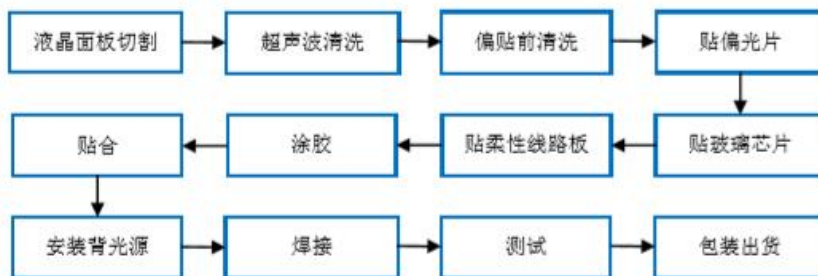 液晶面板切割
超声波清洗
偏贴前清洗
贴偏光片
贴玻璃芯片
贴柔性线路板
涂胶
贴合
安装背光源
焊接
测试
包装出货